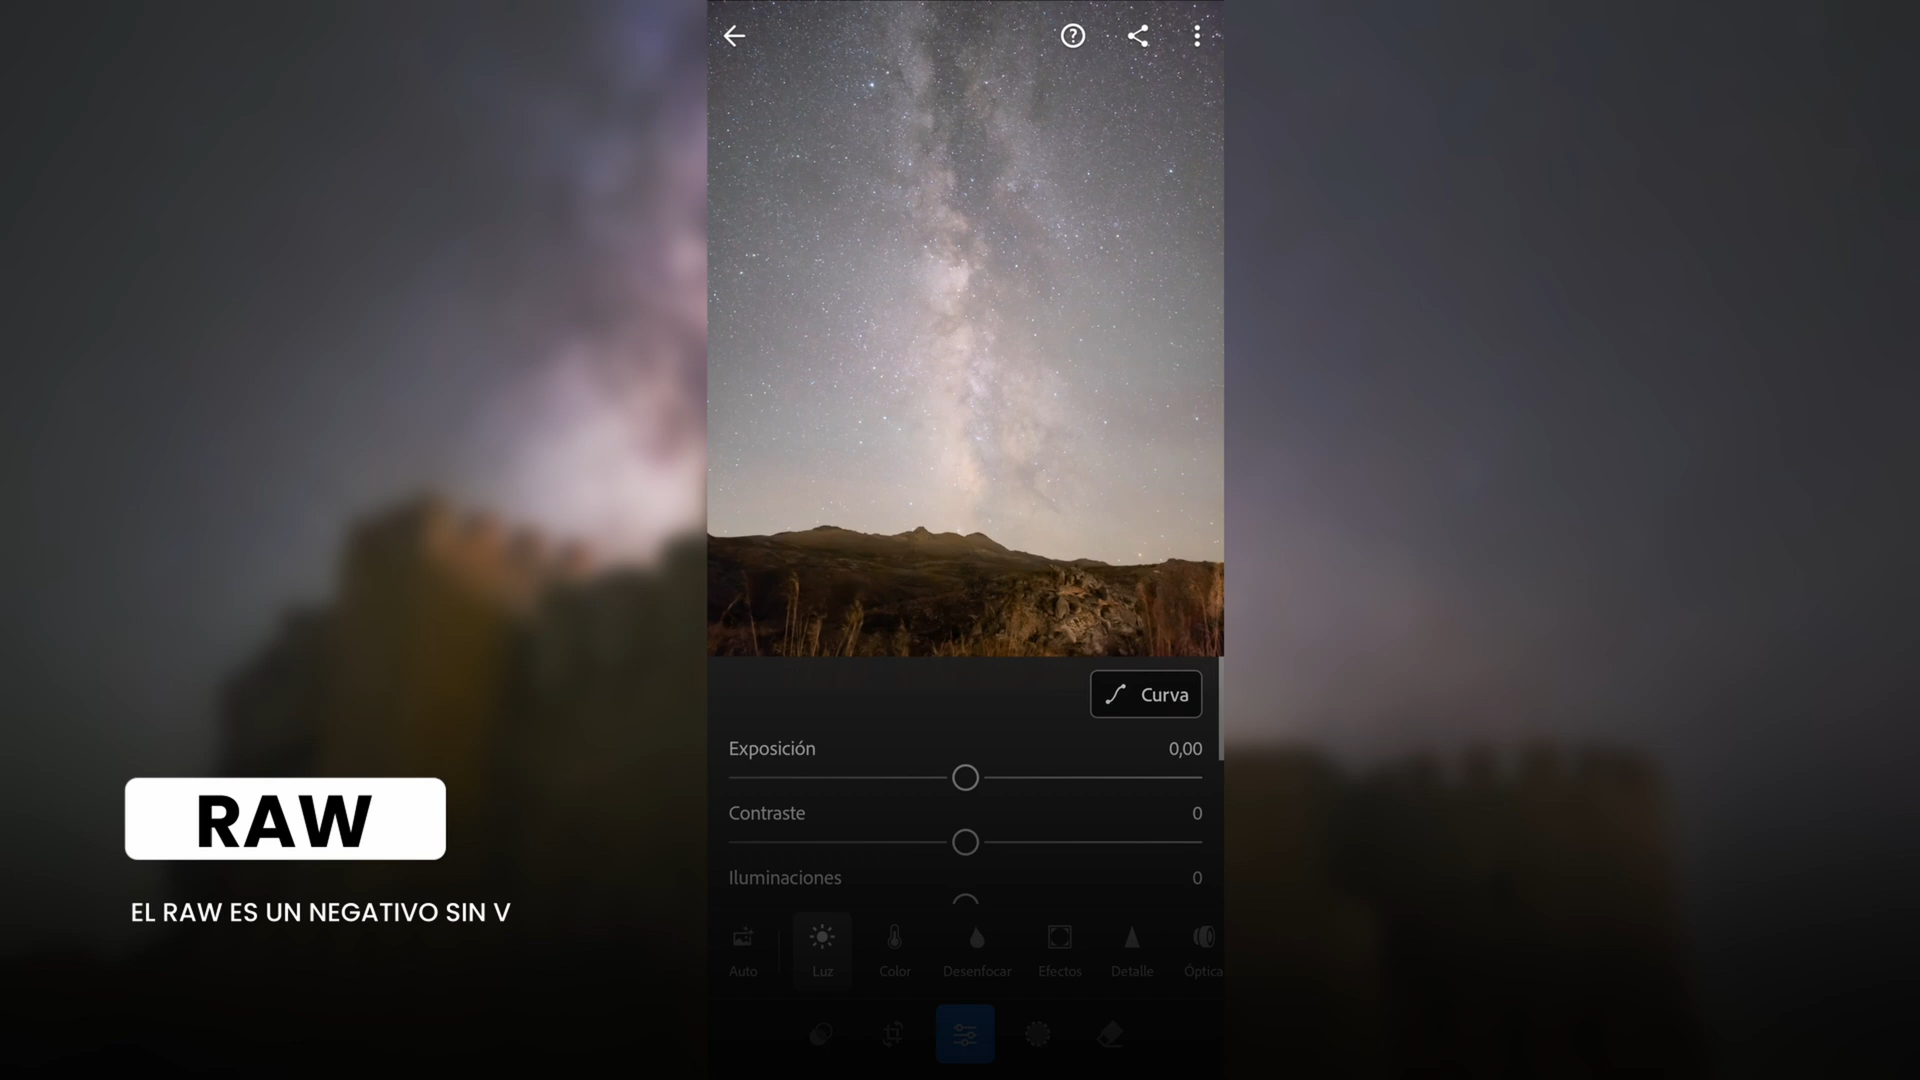 Curva
Exposición 0,00
Contraste 0
Iluminaciones 0
Auto Luz Color Desenfocar Efectos Detalle Óptica
RAW
EL RAW ES UN NEGATIVO SIN V